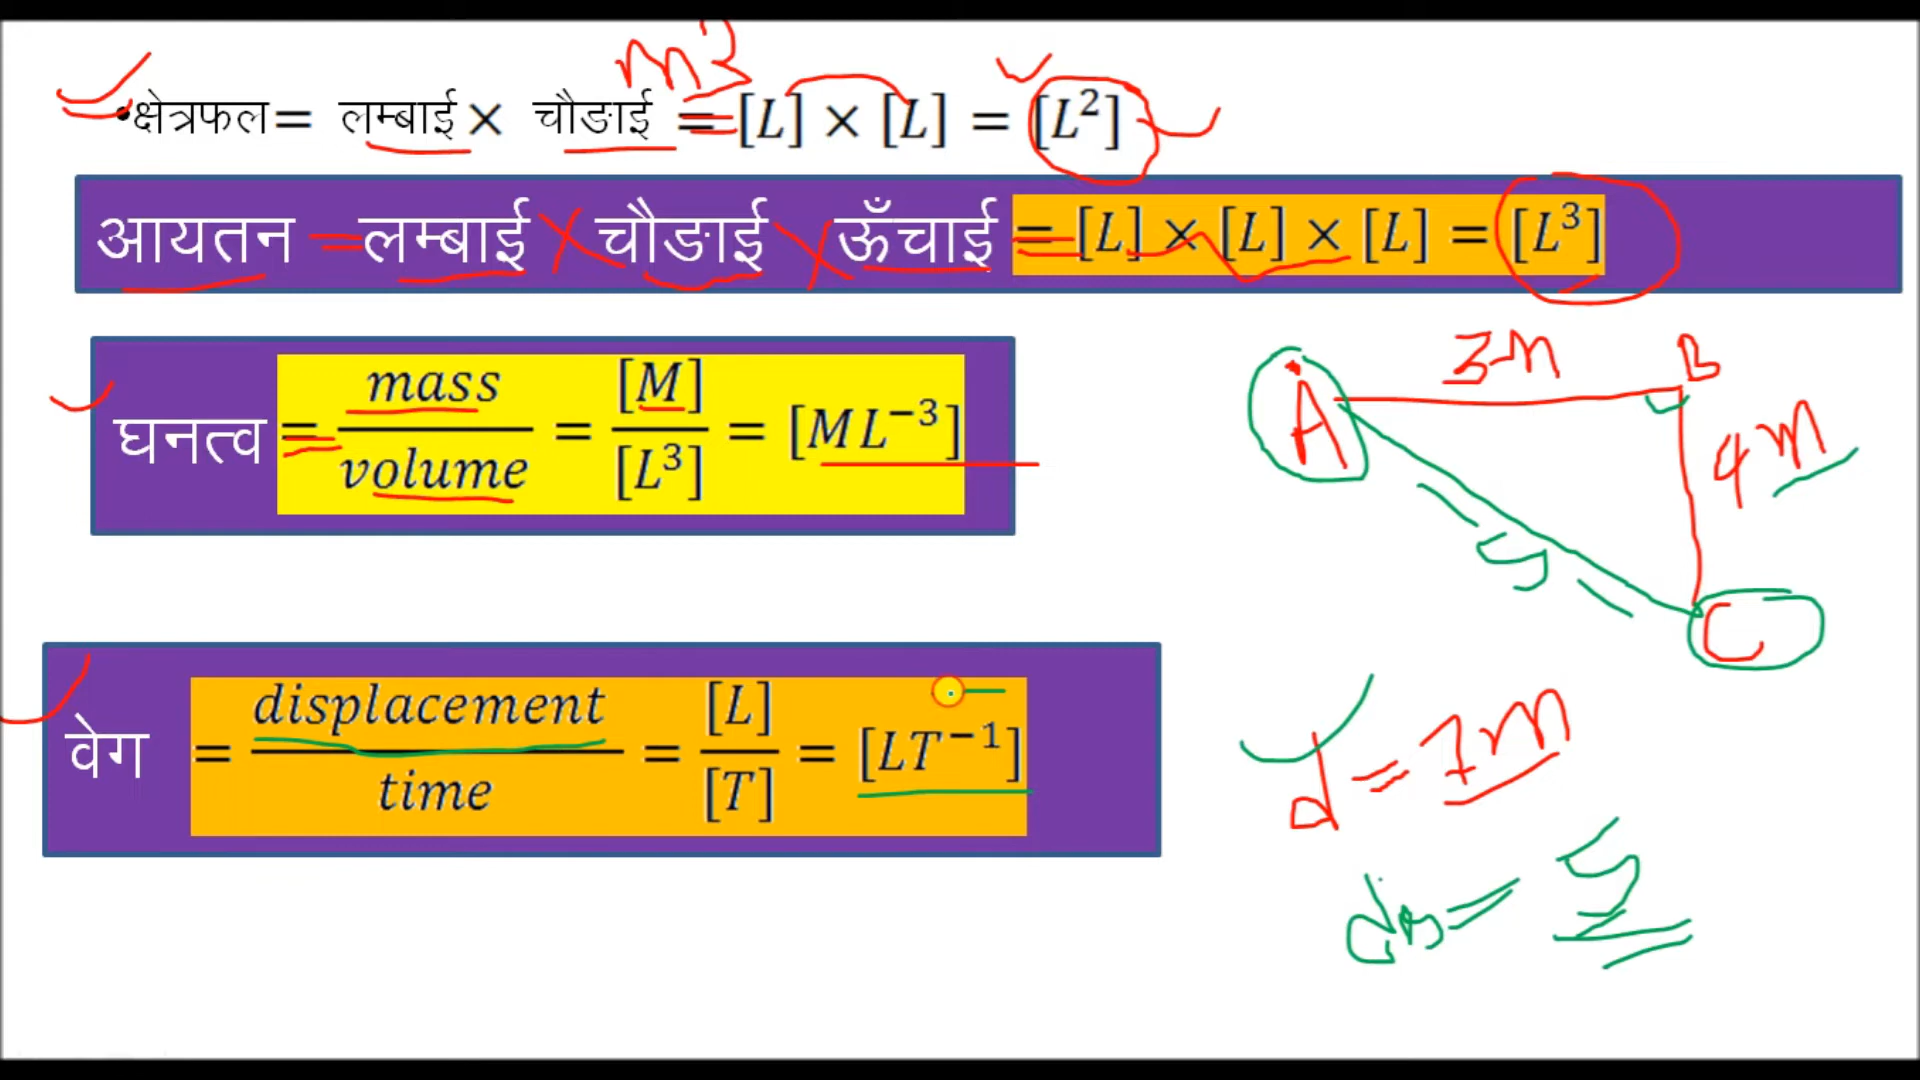 m²
•क्षेत्रफल= लम्बाई× चौङाई =[L] × [L] = [L²]
आयतन =लम्बाई × चौङाई × ऊँचाई = [L] × [L] × [L] = [L³]
घनत्व = mass/volume = [M]/[L³] = [ML⁻³]
A 3m B
4m
5
C
वेग = displacement/time = [L]/[T] = [LT⁻¹]
d = 7m
= 5